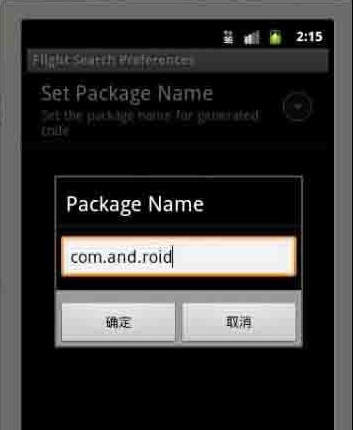 2:15
Flight Search Preferences
Set Package Name
Set the package name for generated
code
Package Name
com.and.roid
确定 取消